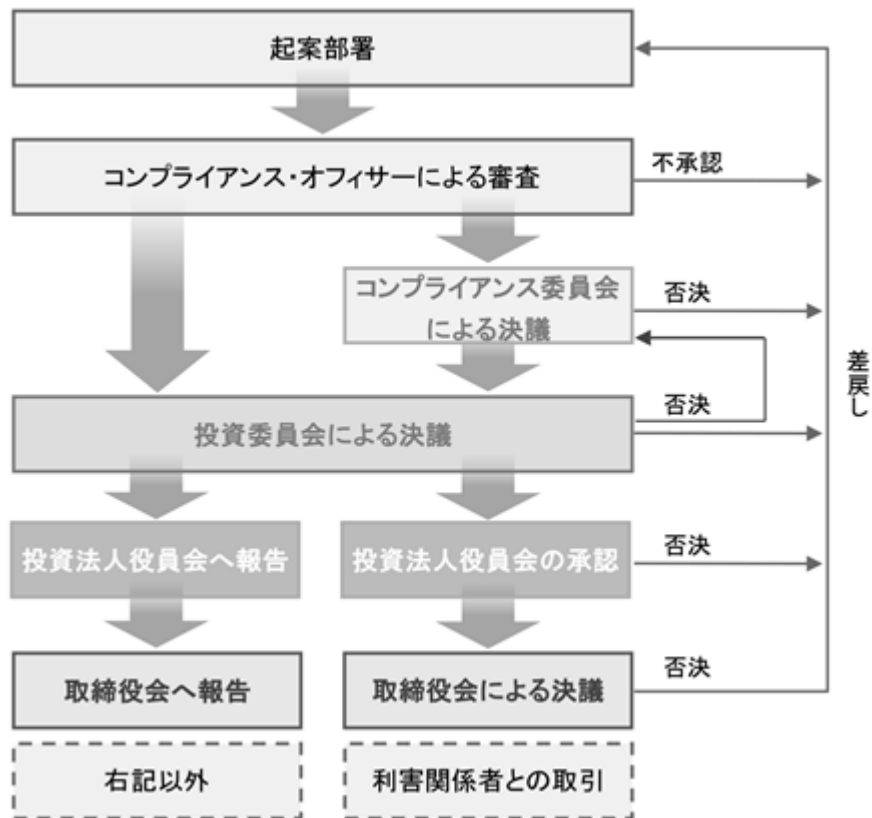 起案部署
コンプライアンス・オフィサーによる審査
不承認
コンプライアンス委員会
による決議
否決
差戻し
投資委員会による決議
否決
投資法人役員会へ報告
投資法人役員会の承認
否決
取締役会へ報告
取締役会による決議
否決
右記以外
利害関係者との取引